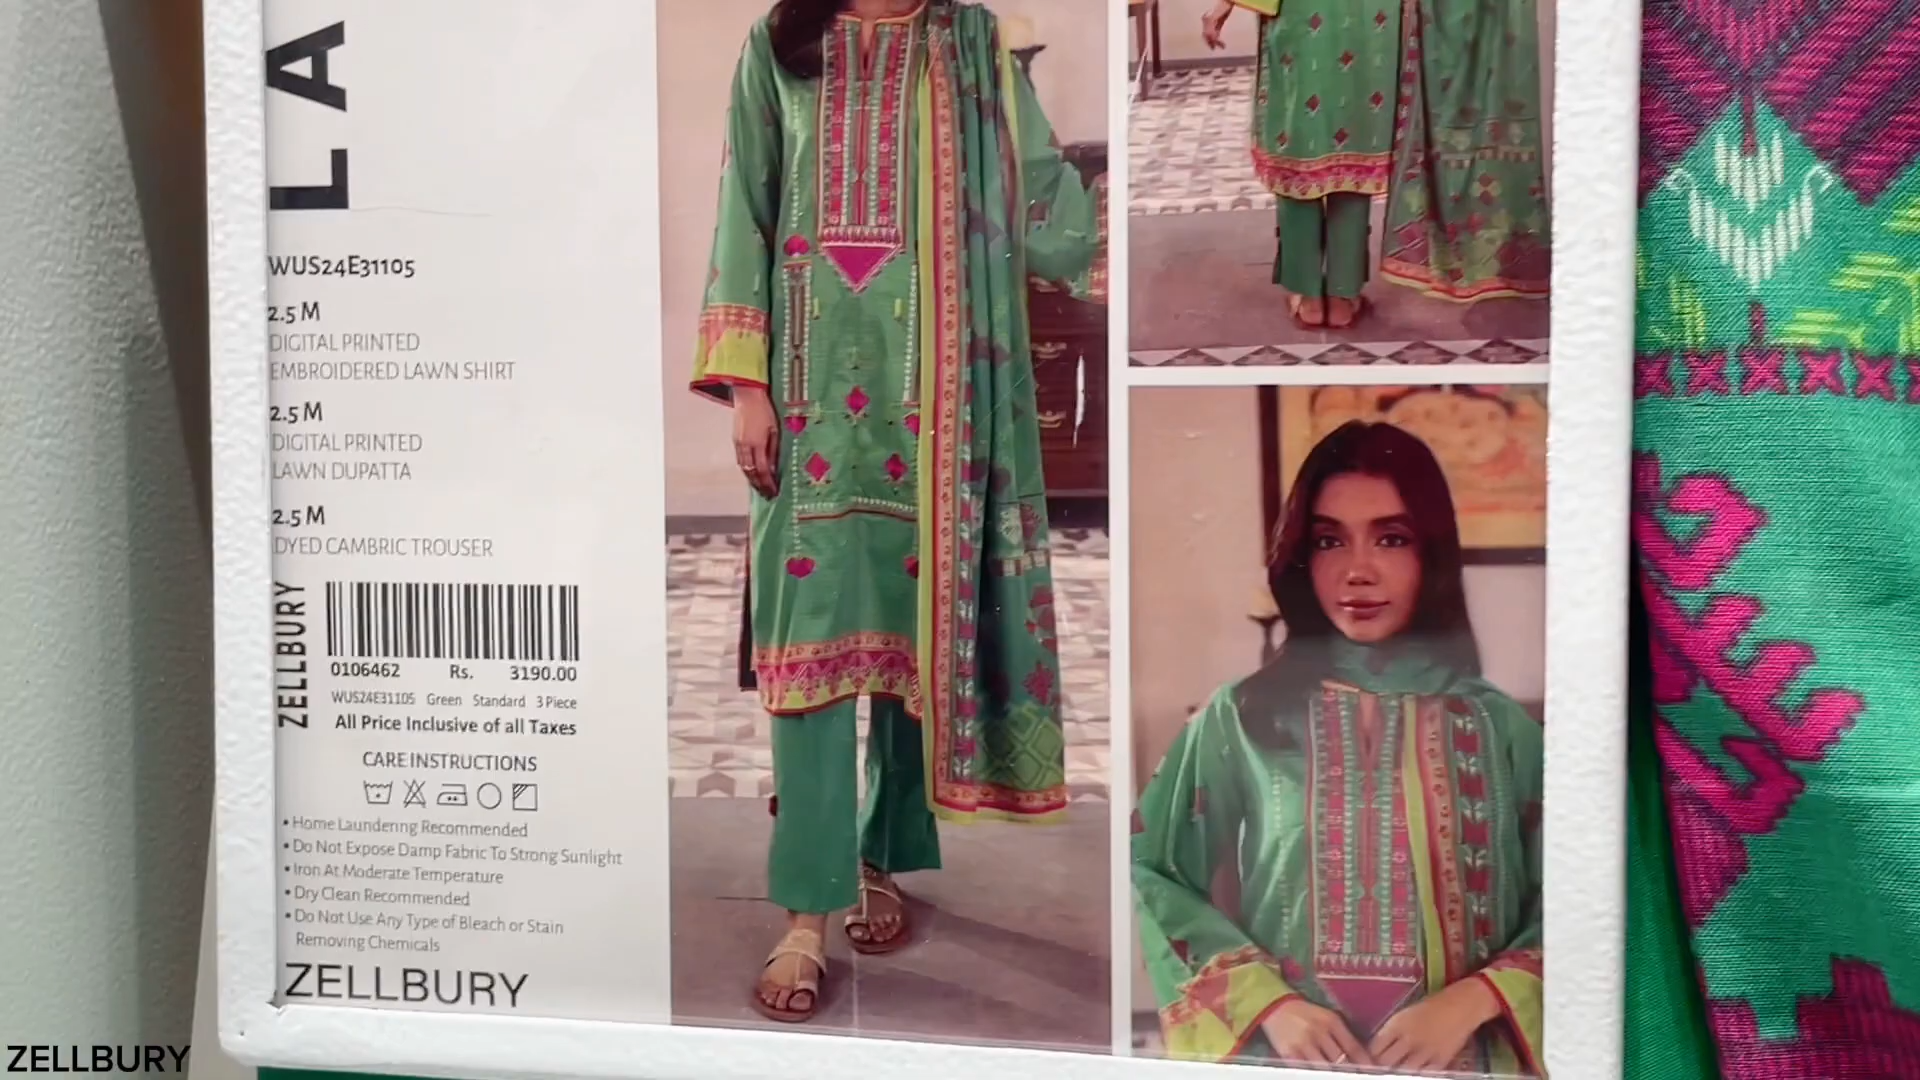 LA
WUS24E31105
2.5 M
DIGITAL PRINTED
EMBROIDERED LAWN SHIRT
2.5 M
DIGITAL PRINTED
LAWN DUPATTA
2.5 M
DYED CAMBRIC TROUSER
ZELLBURY
0106462 Rs. 3190.00
WUS24E31105 Green Standard 3 Piece
All Price Inclusive of all Taxes
CARE INSTRUCTIONS
• Home Laundering Recommended
• Do Not Expose Damp Fabric To Strong Sunlight
• Iron At Moderate Temperature
• Dry Clean Recommended
• Do Not Use Any Type of Bleach or Stain
Removing Chemicals
ZELLBURY
ZELLBURY